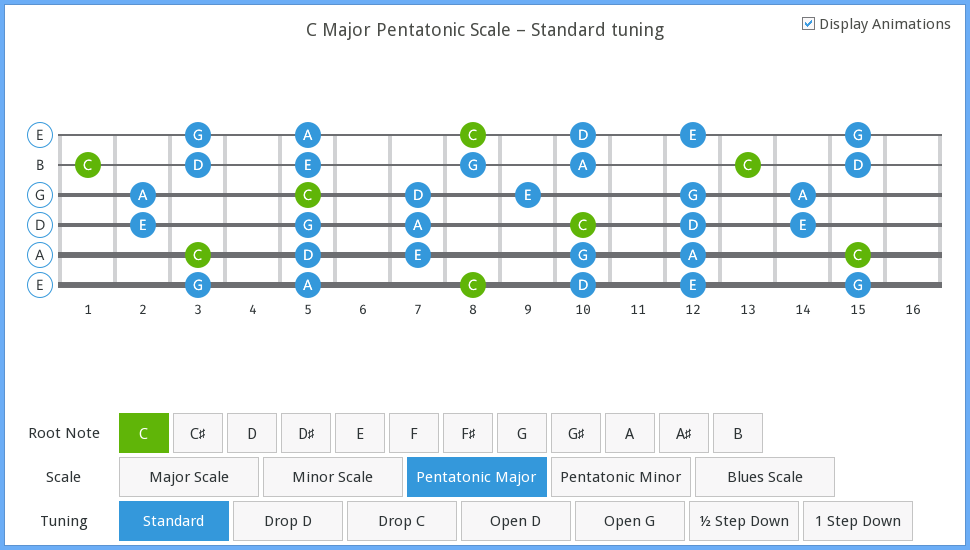 C Major Pentatonic Scale – Standard tuning
Display Animations
E G A C D E G
B C D E G A C D
G A C D E G A
D E G A C D E
A C D E G A C
E G A C D E G
1 2 3 4 5 6 7 8 9 10 11 12 13 14 15 16
Root Note C C♯ D D♯ E F F♯ G G♯ A A♯ B
Scale Major Scale Minor Scale Pentatonic Major Pentatonic Minor Blues Scale
Tuning Standard Drop D Drop C Open D Open G ½ Step Down 1 Step Down